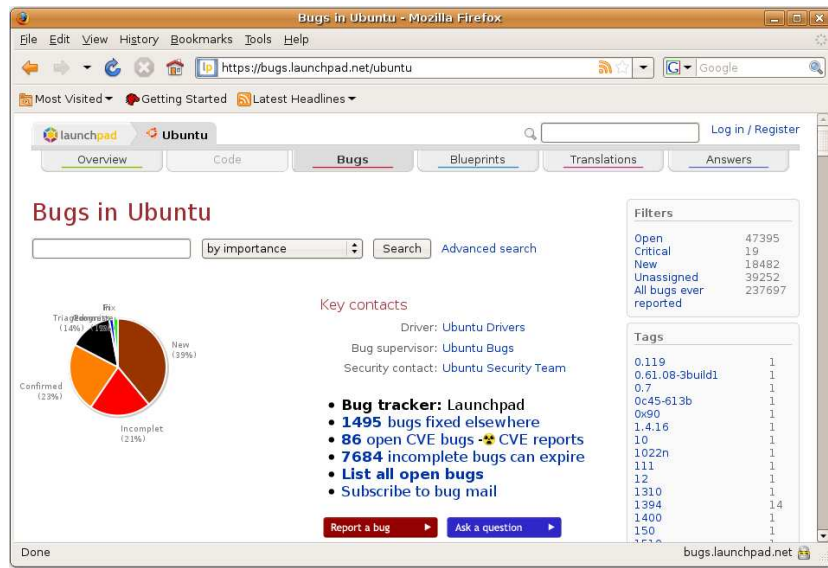 Bugs in Ubuntu - Mozilla Firefox
File Edit View History Bookmarks Tools Help
lp https://bugs.launchpad.net/ubuntu
G Google
Most Visited Getting Started Latest Headlines
launchpad Ubuntu
Log in / Register
Overview Code Bugs Blueprints Translations Answers
Bugs in Ubuntu
by importance Search Advanced search
New
(39%)
Incomplet
(21%)
Confirmed
(23%)
(14%)
Key contacts
Driver: Ubuntu Drivers
Bug supervisor: Ubuntu Bugs
Security contact: Ubuntu Security Team
• Bug tracker: Launchpad
• 1495 bugs fixed elsewhere
• 86 open CVE bugs - CVE reports
• 7684 incomplete bugs can expire
• List all open bugs
• Subscribe to bug mail
Report a bug
Ask a question
Filters
Open 47395
Critical 19
New 18482
Unassigned 39252
All bugs ever reported 237697
Tags
0.119 1
0.61.08-3build1 1
0.7 1
0c45-613b 1
0x90 1
1.4.16 1
10 1
1022n 1
111 1
12 1
1310 1
1394 14
1400 1
150 1
Done
bugs.launchpad.net